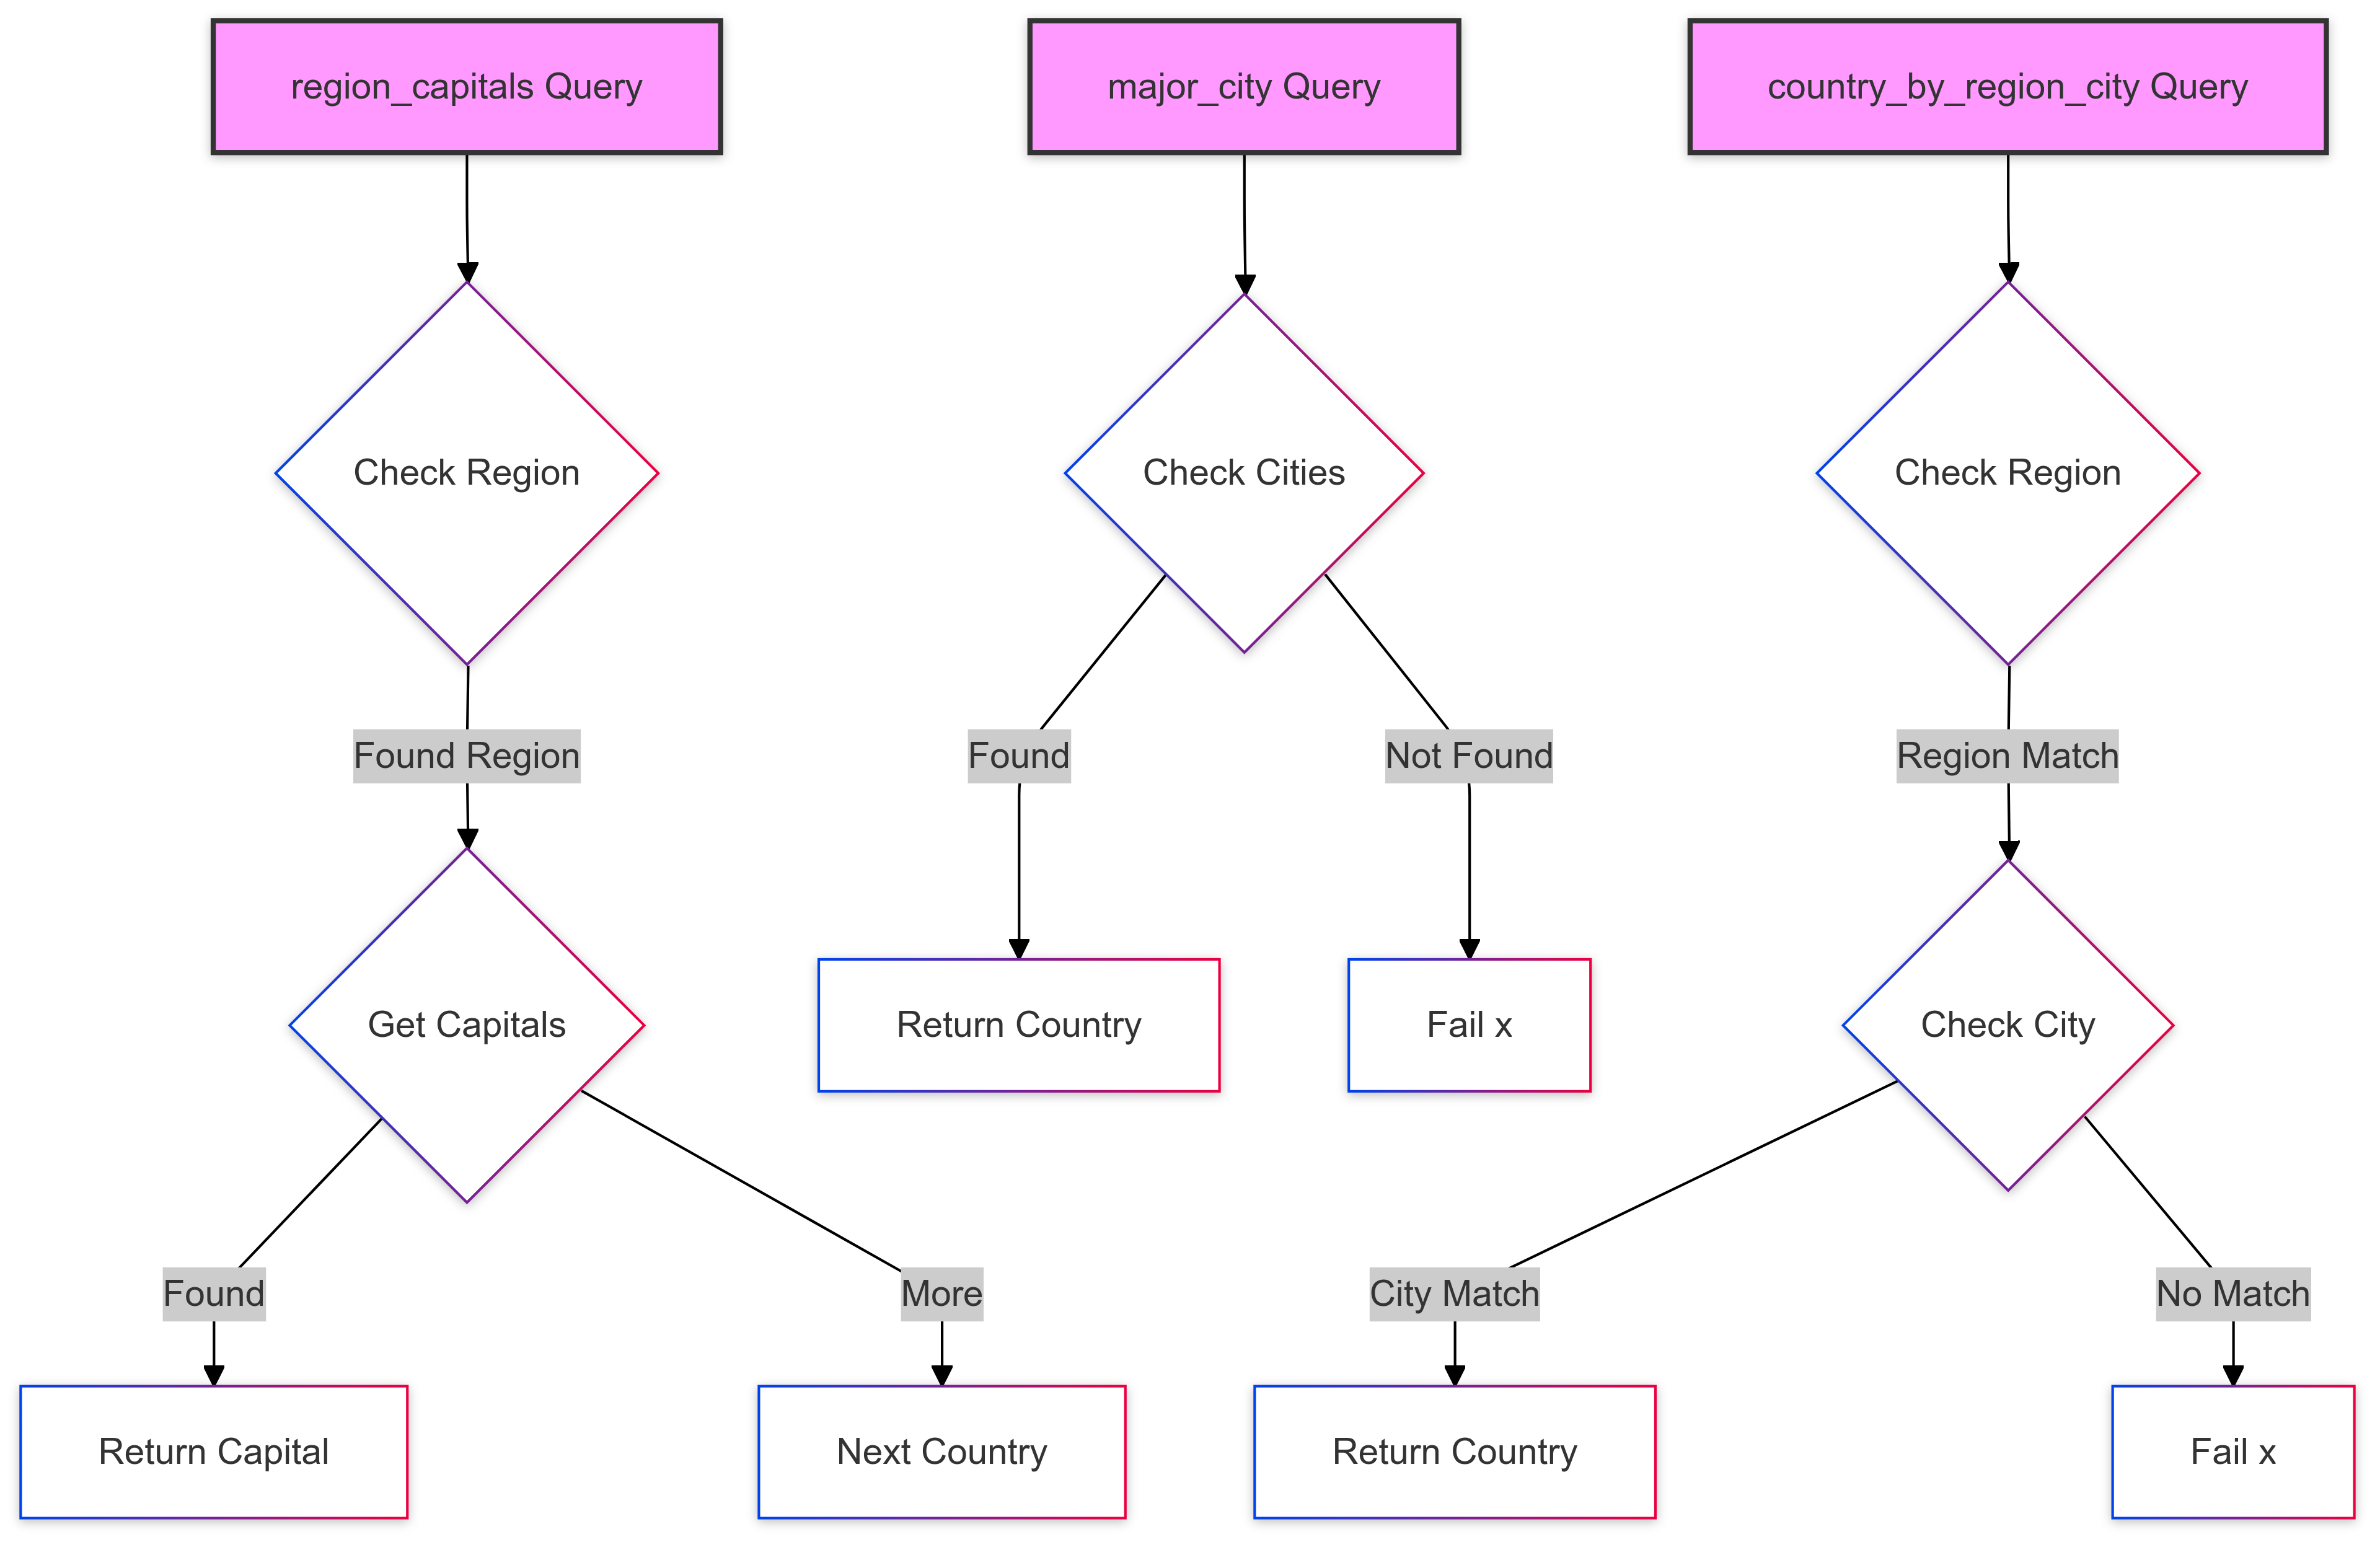 region_capitals Query
major_city Query
country_by_region_city Query
Check Region
Check Cities
Check Region
Found Region
Found
Not Found
Region Match
Get Capitals
Return Country
Fail x
Check City
Found
More
City Match
No Match
Return Capital
Next Country
Return Country
Fail x